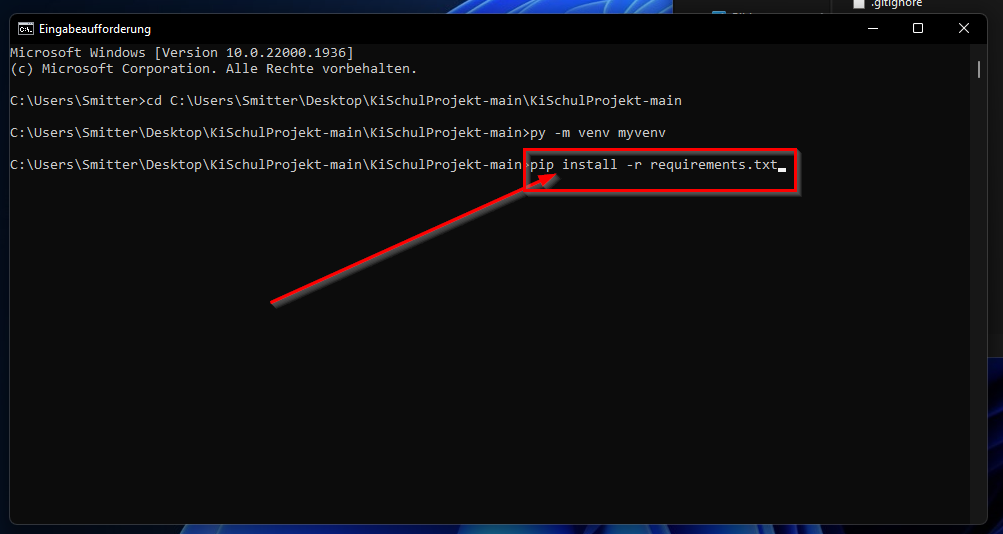 .gitignore
Eingabeaufforderung
Microsoft Windows [Version 10.0.22000.1936]
(c) Microsoft Corporation. Alle Rechte vorbehalten.
C:\Users\Smitter>cd C:\Users\Smitter\Desktop\KiSchulProjekt-main\KiSchulProjekt-main
C:\Users\Smitter\Desktop\KiSchulProjekt-main\KiSchulProjekt-main>py -m venv myvenv
C:\Users\Smitter\Desktop\KiSchulProjekt-main\KiSchulProjekt-main>pip install -r requirements.txt